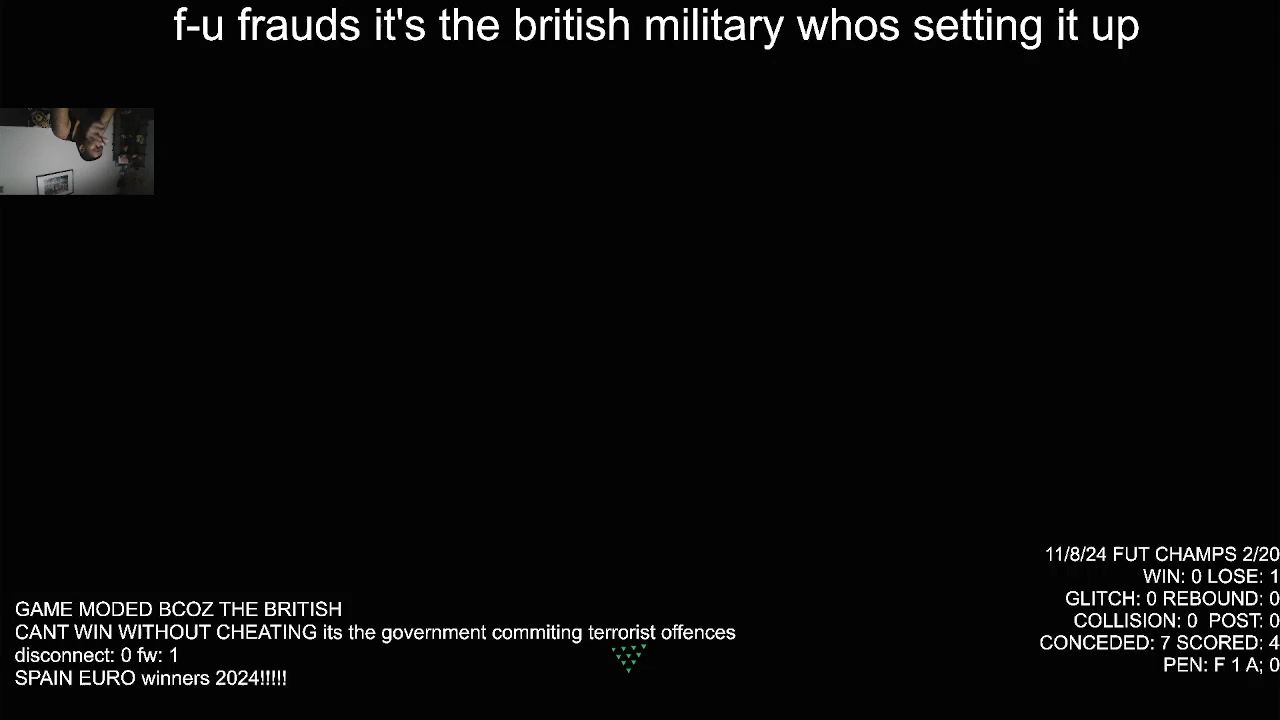 f-u frauds it's the british military whos setting it up
11/8/24 FUT CHAMPS 2/20
WIN: 0 LOSE: 1
GLITCH: 0 REBOUND: 0
COLLISION: 0 POST: 0
CONCEDED: 7 SCORED: 4
PEN: F 1 A; 0
GAME MODED BCOZ THE BRITISH
CANT WIN WITHOUT CHEATING its the government commiting terrorist offences
disconnect: 0 fw: 1
SPAIN EURO winners 2024!!!!!